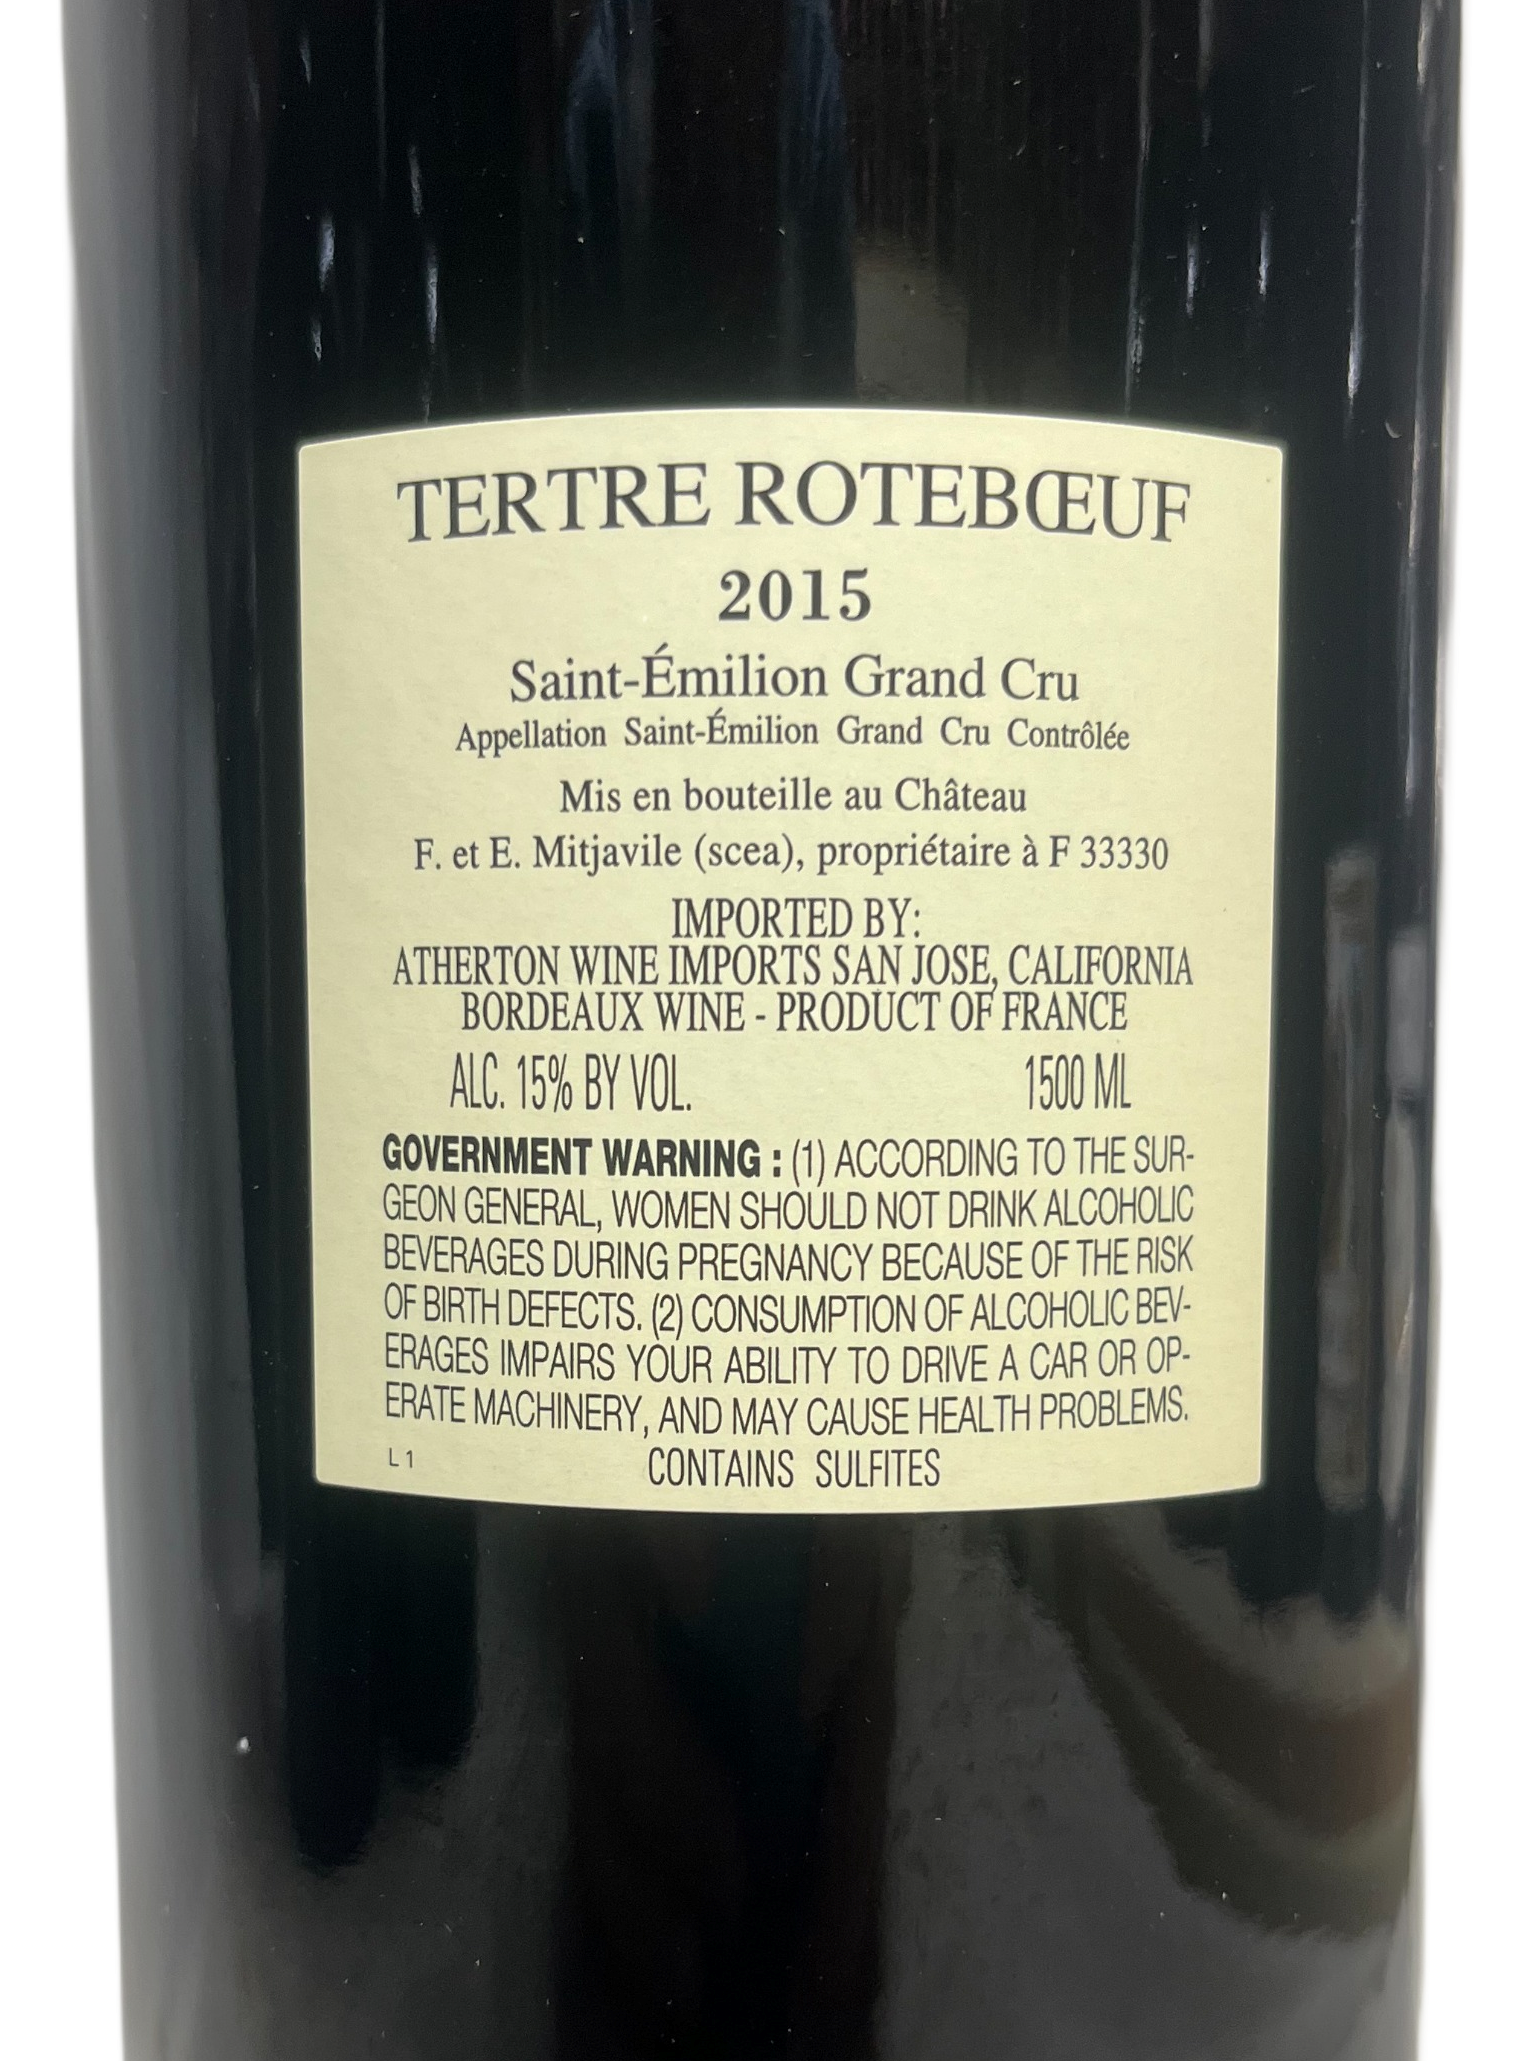 TERTRE ROTEBŒUF
2015
Saint-Émilion Grand Cru
Appellation Saint-Émilion Grand Cru Contrôlée
Mis en bouteille au Château
F. et E. Mitjavile (scea), propriétaire à F 33330
IMPORTED BY:
ATHERTON WINE IMPORTS SAN JOSE, CALIFORNIA
BORDEAUX WINE - PRODUCT OF FRANCE
ALC. 15% BY VOL. 1500 ML
GOVERNMENT WARNING : (1) ACCORDING TO THE SUR-
GEON GENERAL, WOMEN SHOULD NOT DRINK ALCOHOLIC
BEVERAGES DURING PREGNANCY BECAUSE OF THE RISK
OF BIRTH DEFECTS. (2) CONSUMPTION OF ALCOHOLIC BEV-
ERAGES IMPAIRS YOUR ABILITY TO DRIVE A CAR OR OP-
ERATE MACHINERY, AND MAY CAUSE HEALTH PROBLEMS.
L 1 CONTAINS SULFITES